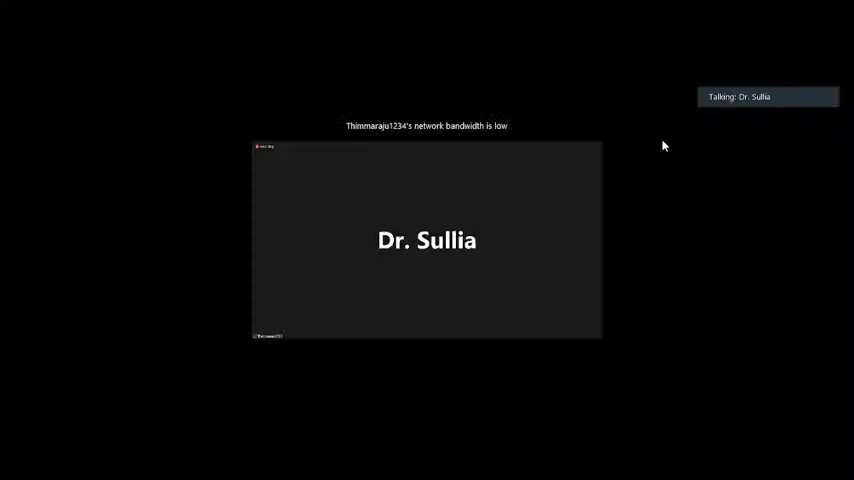 Talking: Dr. Sullia
Thimmaraju1234's network bandwidth is low
Dr. Sullia